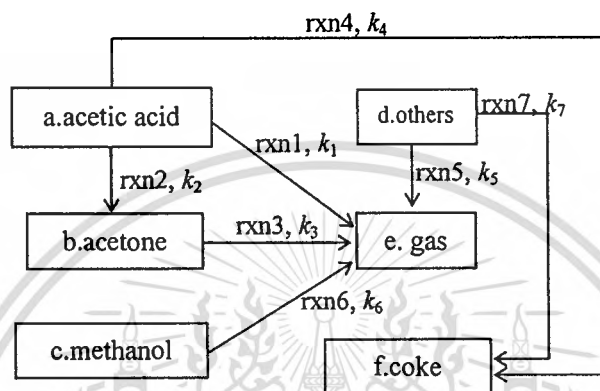 rxn4, k4
a.acetic acid
d.others
rxn7, k7
rxn1, k1
rxn2, k2
rxn5, k5
b.acetone
rxn3, k3
e. gas
rxn6, k6
c.methanol
f.coke